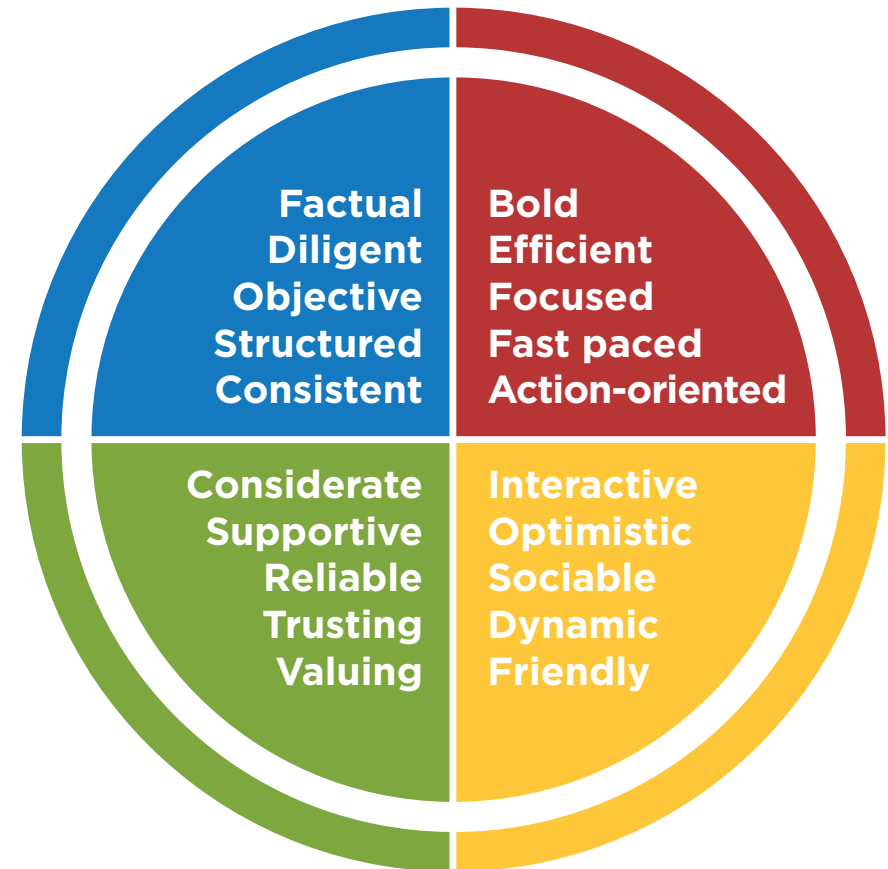 Factual
Diligent
Objective
Structured
Consistent
Bold
Efficient
Focused
Fast paced
Action-oriented
Considerate
Supportive
Reliable
Trusting
Valuing
Interactive
Optimistic
Sociable
Dynamic
Friendly